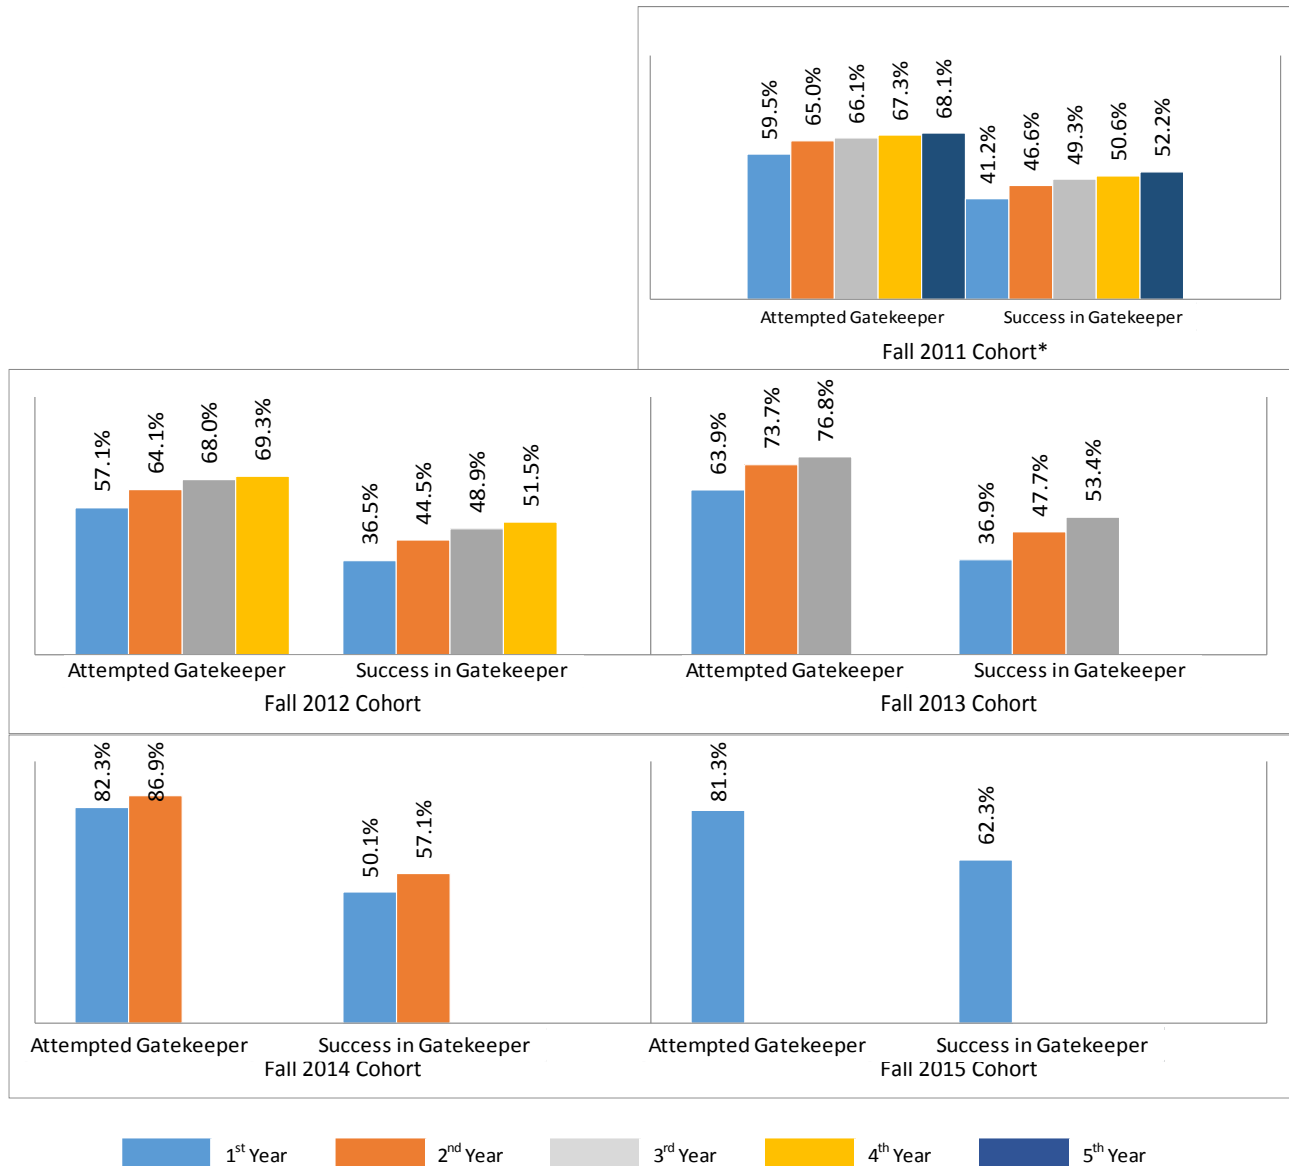 59.5%
65.0%
66.1%
67.3%
68.1%
41.2%
46.6%
49.3%
50.6%
52.2%
Attempted Gatekeeper
Success in Gatekeeper
Fall 2011 Cohort*
57.1%
64.1%
68.0%
69.3%
36.5%
44.5%
48.9%
51.5%
Attempted Gatekeeper
Success in Gatekeeper
Fall 2012 Cohort
63.9%
73.7%
76.8%
36.9%
47.7%
53.4%
Attempted Gatekeeper
Success in Gatekeeper
Fall 2013 Cohort
82.3%
86.9%
50.1%
57.1%
Attempted Gatekeeper
Success in Gatekeeper
Fall 2014 Cohort
81.3%
62.3%
Attempted Gatekeeper
Success in Gatekeeper
Fall 2015 Cohort
1st Year
2nd Year
3rd Year
4th Year
5th Year